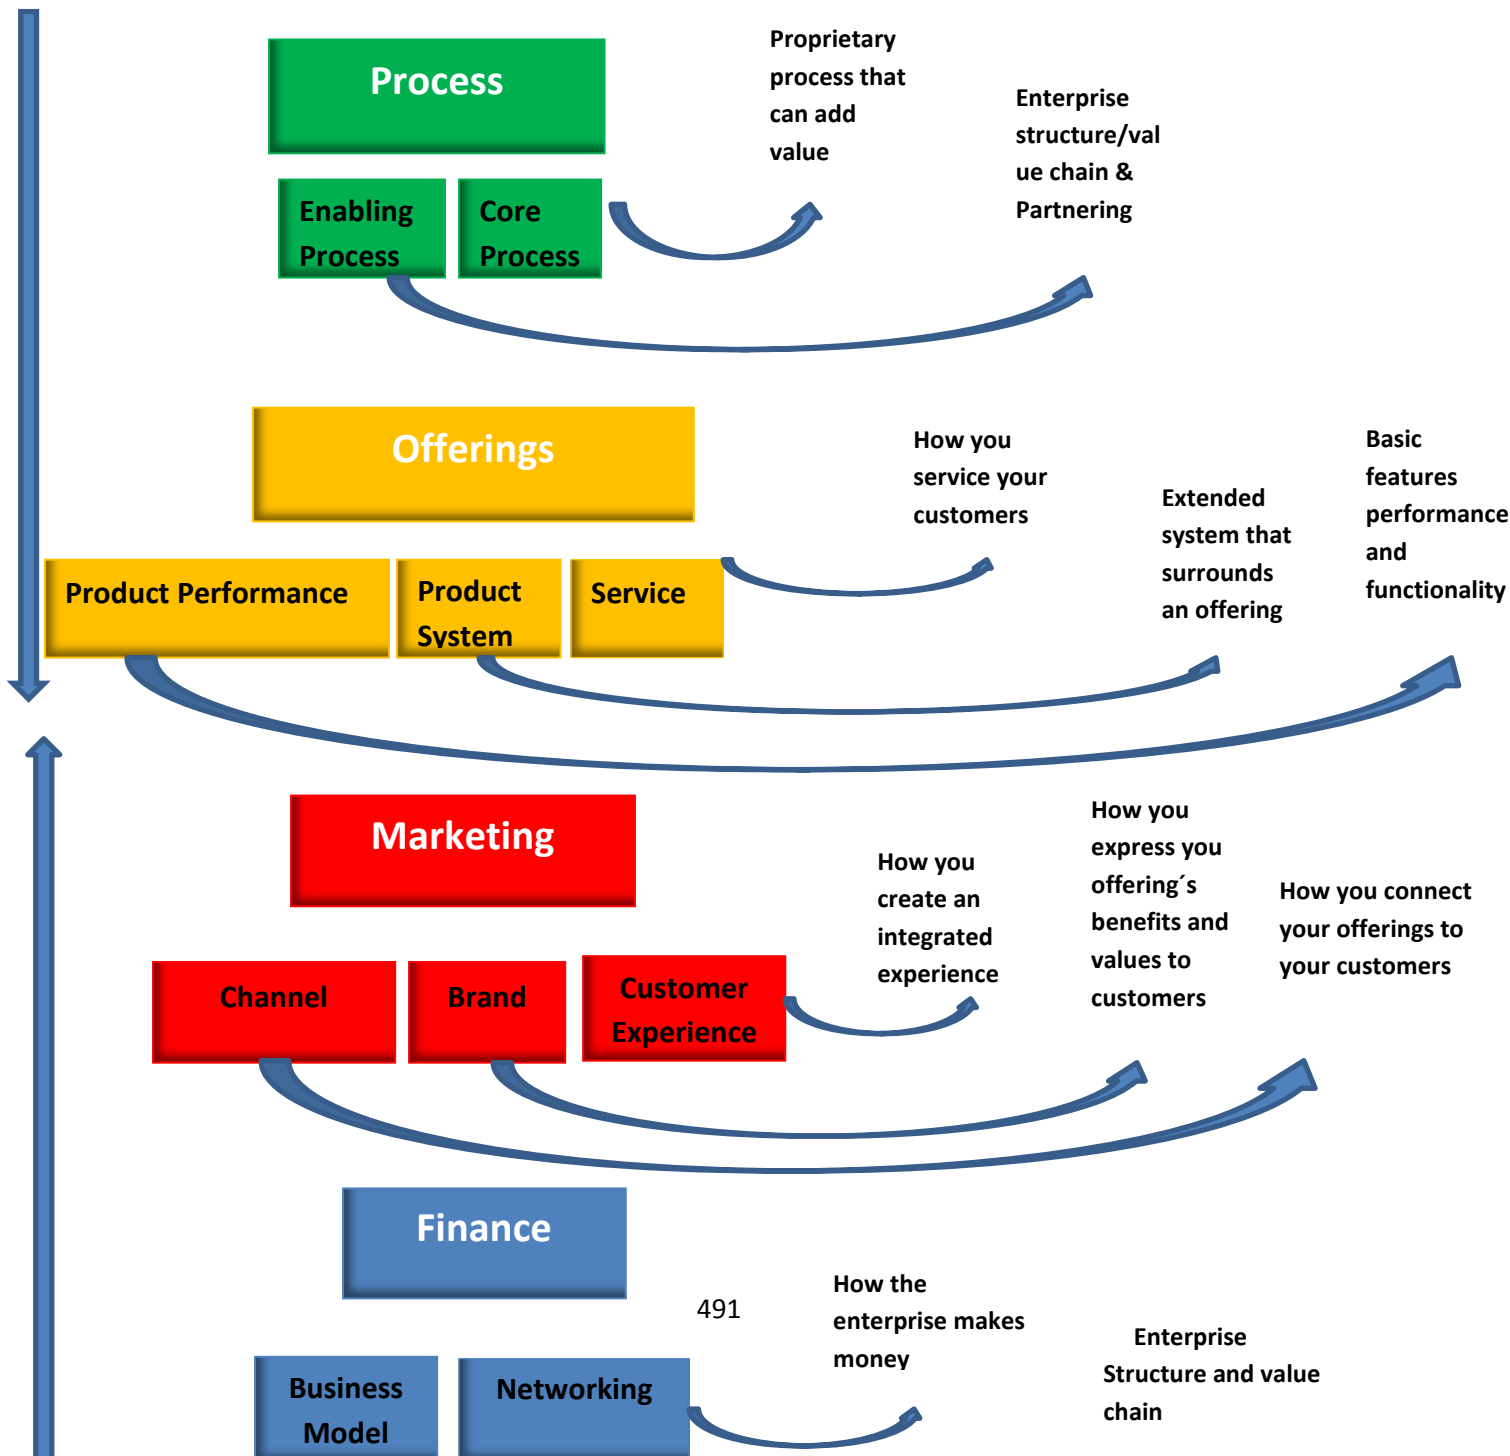 Process
Proprietary
process that
can add
value
Enterprise
structure/val
ue chain &
Partnering
Enabling
Process
Core
Process
Offerings
How you
service your
customers
Extended
system that
surrounds
an offering
Basic
features
performance
and
functionality
Product Performance
Product
System
Service
Marketing
How you
create an
integrated
experience
How you
express you
offering´s
benefits and
values to
customers
How you connect
your offerings to
your customers
Channel
Brand
Customer
Experience
Finance
491
How the
enterprise makes
money
Enterprise
Structure and value
chain
Business
Model
Networking